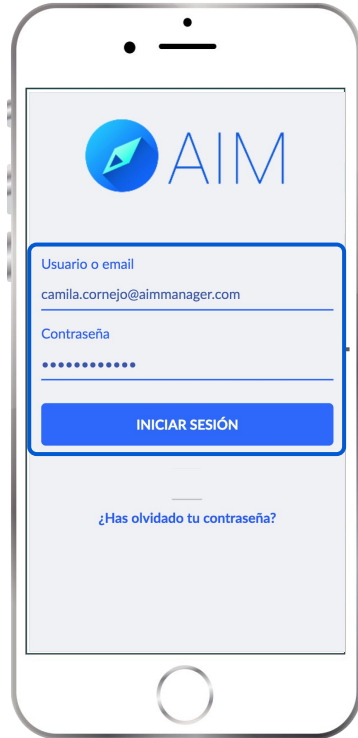 AIM
Usuario o email
camila.cornejo@aimmanager.com
Contraseña
••••••••••••
INICIAR SESIÓN
¿Has olvidado tu contraseña?